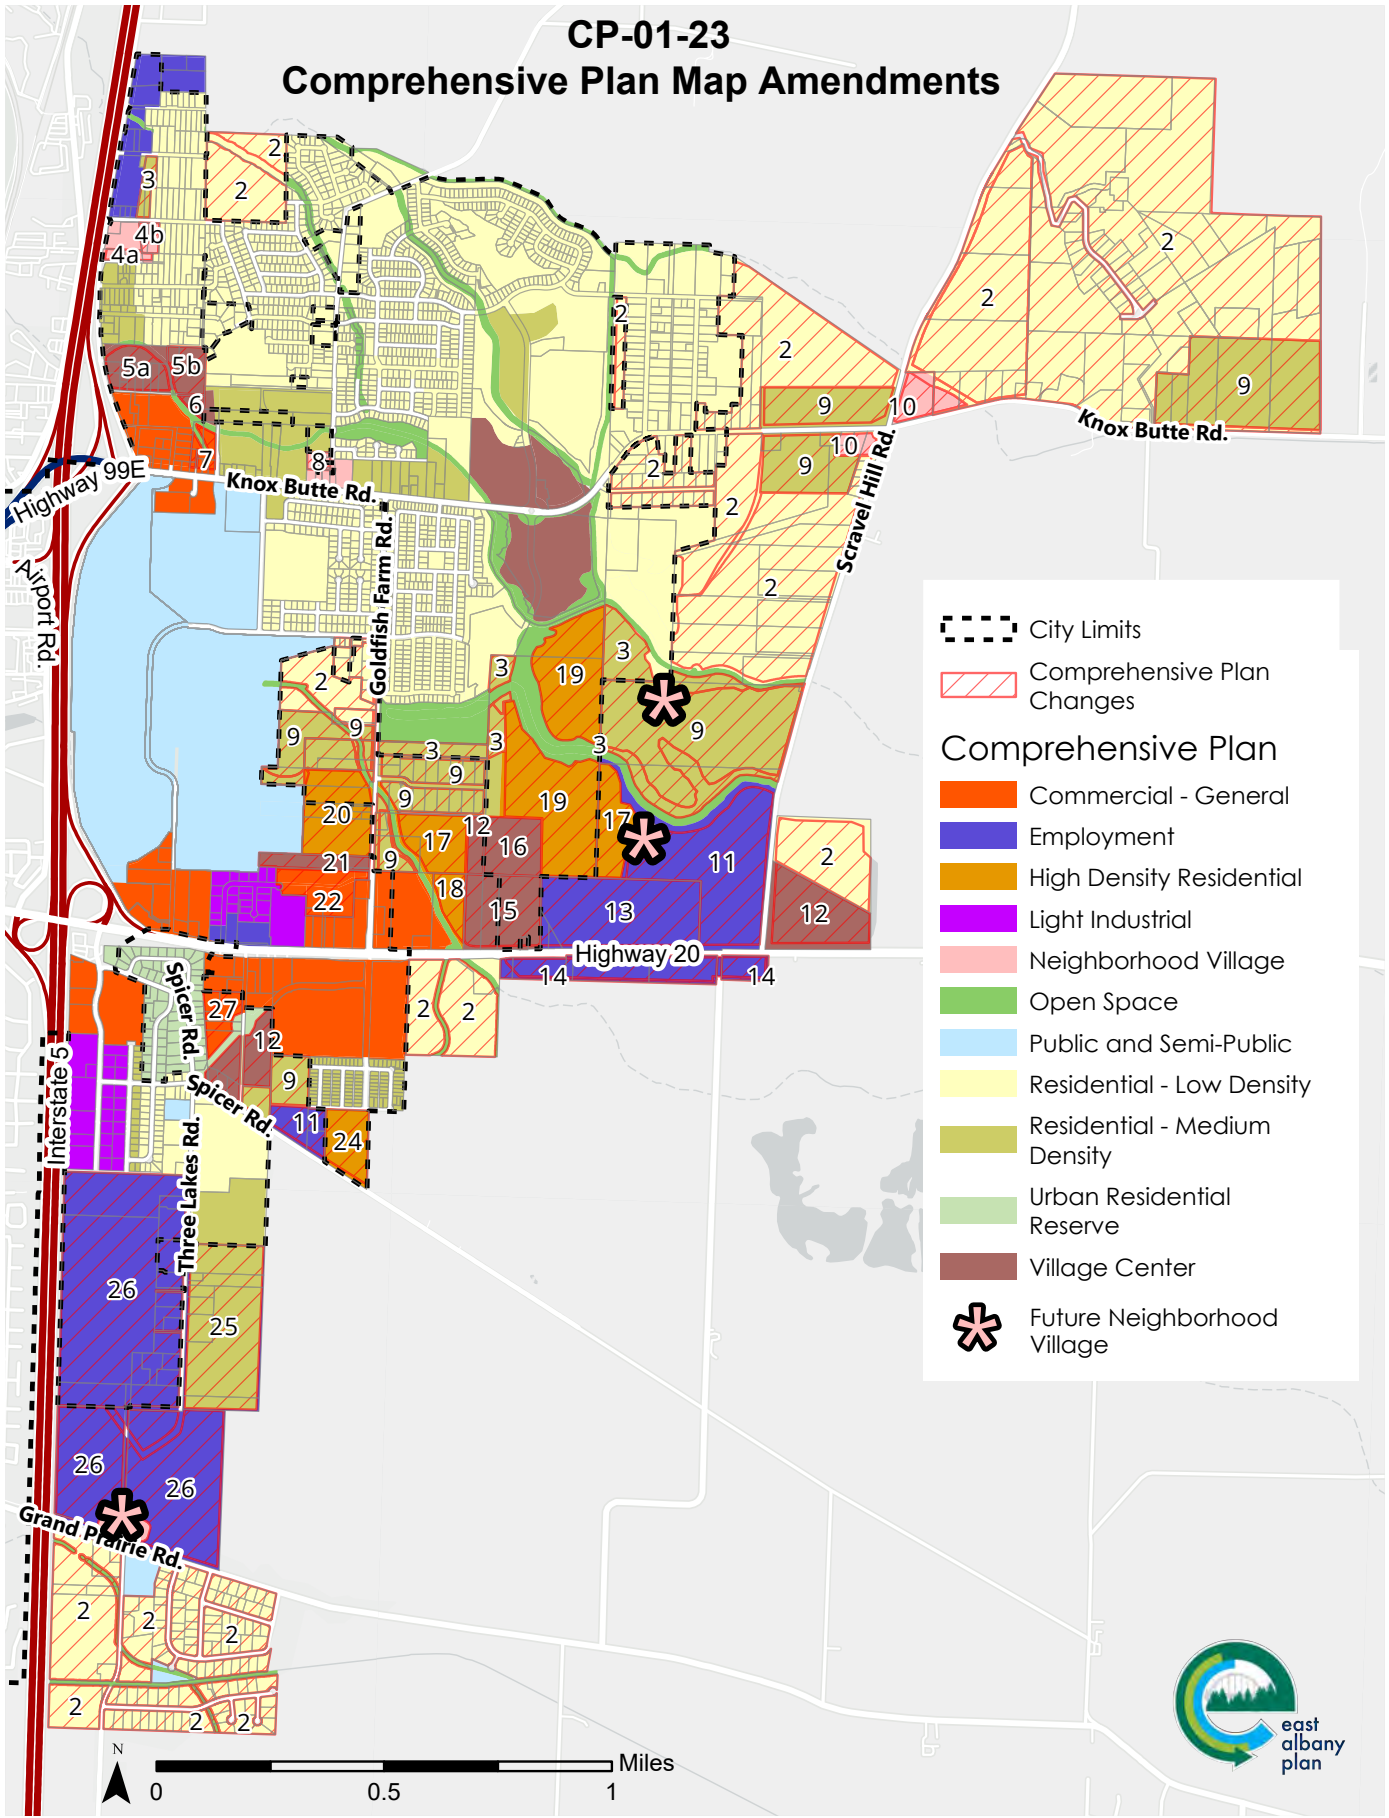 CP-01-23
Comprehensive Plan Map Amendments
2
2
3
4b
4a
2
2
2
2
5a
5b
6
9
9
10
10
Knox Butte Rd.
7
8
2
9
Highway 99E
Knox Butte Rd.
2
Scravel Hill Rd.
Airport Rd.
Goldfish Farm Rd.
2
City Limits
Comprehensive Plan
Changes
Comprehensive Plan
Commercial - General
Employment
High Density Residential
Light Industrial
Neighborhood Village
Open Space
Public and Semi-Public
Residential - Low Density
Residential - Medium
Density
Urban Residential
Reserve
Village Center
Future Neighborhood
Village
3
3
19
2
9
9
3
3
3
9
9
9
19
20
12
17
17
16
11
2
21
9
18
22
15
13
12
Highway 20
14
14
Spicer Rd.
27
2
2
12
Interstate 5
9
Spicer Rd.
11
24
Three Lakes Rd.
26
25
26
26
Grand Prairie Rd.
2
2
2
2
2
2
N
0
0.5
1
Miles
east
albany
plan